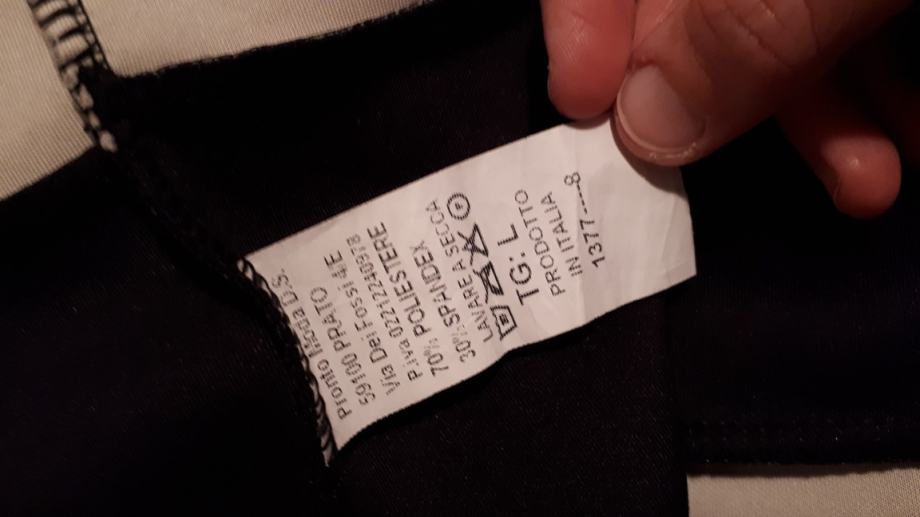 Pronto Moda D.S.
59100 PRATO
Via Dei Fossi 4E
P.iva 02212240978
70% POLIESTERE
30% SPANDEX
LAVARE A SECCA
P
TG: L
PRODOTTO
IN ITALIA
1377----8